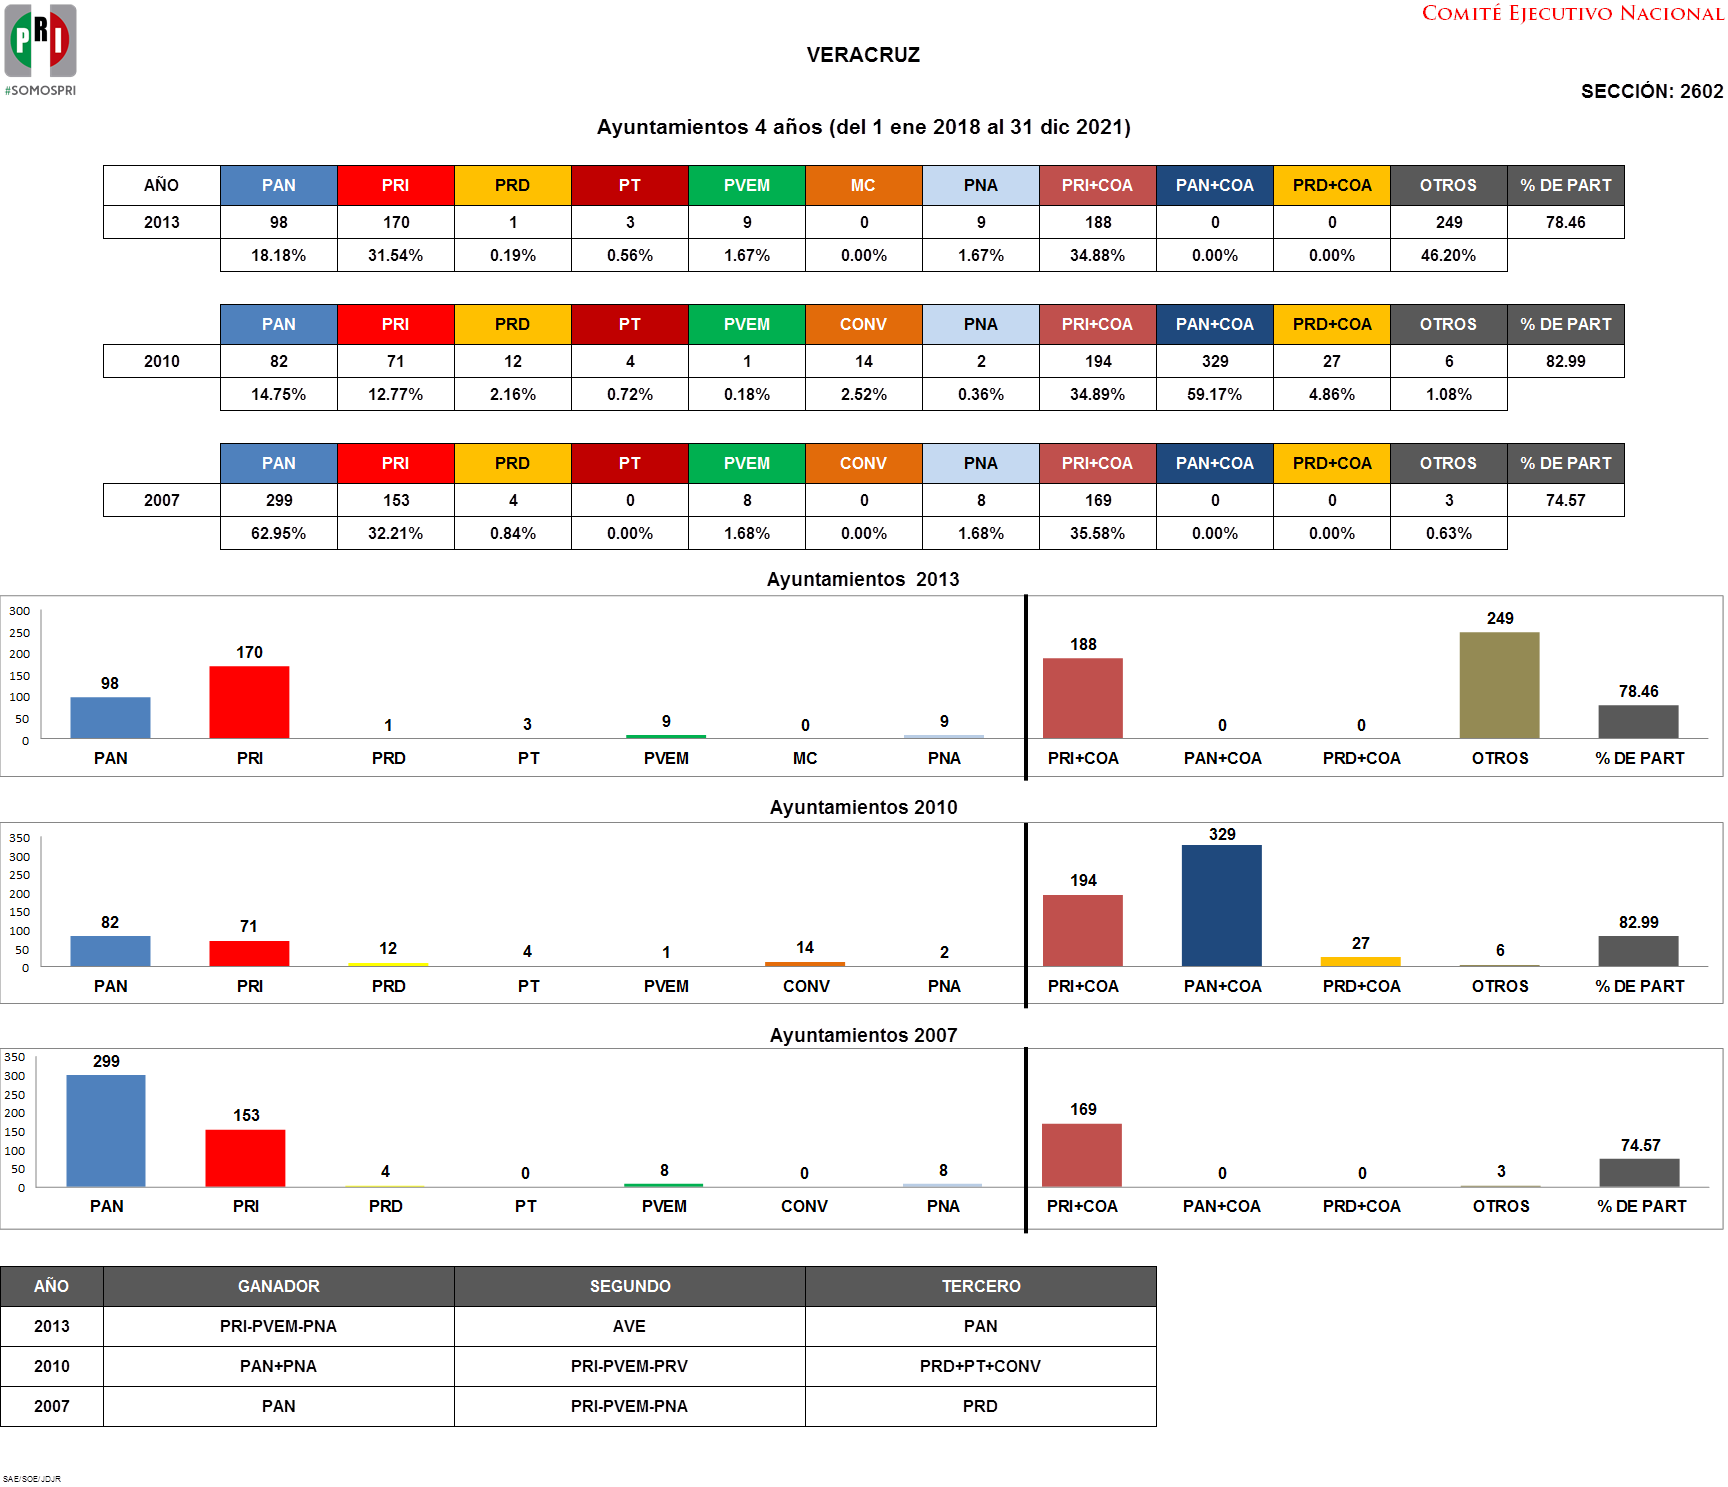 PRI
#SOMOSPRI
COMITÉ EJECUTIVO NACIONAL
VERACRUZ
SECCIÓN: 2602
Ayuntamientos 4 años (del 1 ene 2018 al 31 dic 2021)
AÑO PAN PRI PRD PT PVEM MC PNA PRI+COA PAN+COA PRD+COA OTROS % DE PART
2013 98 170 1 3 9 0 9 188 0 0 249 78.46
18.18% 31.54% 0.19% 0.56% 1.67% 0.00% 1.67% 34.88% 0.00% 0.00% 46.20%
PAN PRI PRD PT PVEM CONV PNA PRI+COA PAN+COA PRD+COA OTROS % DE PART
2010 82 71 12 4 1 14 2 194 329 27 6 82.99
14.75% 12.77% 2.16% 0.72% 0.18% 2.52% 0.36% 34.89% 59.17% 4.86% 1.08%
PAN PRI PRD PT PVEM CONV PNA PRI+COA PAN+COA PRD+COA OTROS % DE PART
2007 299 153 4 0 8 0 8 169 0 0 3 74.57
62.95% 32.21% 0.84% 0.00% 1.68% 0.00% 1.68% 35.58% 0.00% 0.00% 0.63%
Ayuntamientos 2013
300
250
200
150
100
50
0
98 170 1 3 9 0 9 188 0 0 249 78.46
PAN PRI PRD PT PVEM MC PNA PRI+COA PAN+COA PRD+COA OTROS % DE PART
Ayuntamientos 2010
350
300
250
200
150
100
50
0
82 71 12 4 1 14 2 194 329 27 6 82.99
PAN PRI PRD PT PVEM CONV PNA PRI+COA PAN+COA PRD+COA OTROS % DE PART
Ayuntamientos 2007
350
300
250
200
150
100
50
0
299 153 4 0 8 0 8 169 0 0 3 74.57
PAN PRI PRD PT PVEM CONV PNA PRI+COA PAN+COA PRD+COA OTROS % DE PART
AÑO GANADOR SEGUNDO TERCERO
2013 PRI-PVEM-PNA AVE PAN
2010 PAN+PNA PRI-PVEM-PRV PRD+PT+CONV
2007 PAN PRI-PVEM-PNA PRD
SAE/SOE/JDJR